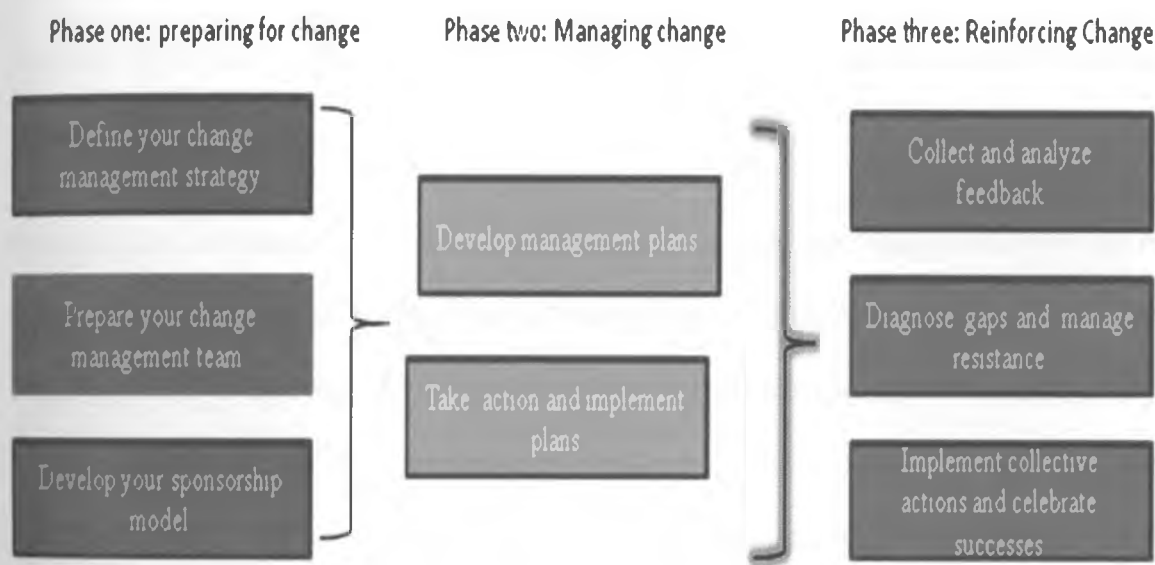 Phase one: preparing for change
Phase two: Managing change
Phase three: Reinforcing Change
Define your change
management strategy
Prepare your change
management team
Develop your sponsorship
model
Develop management plans
Take action and implement
plans
Collect and analyze
feedback
Diagnose gaps and manage
resistance
Implement collective
actions and celebrate
successes